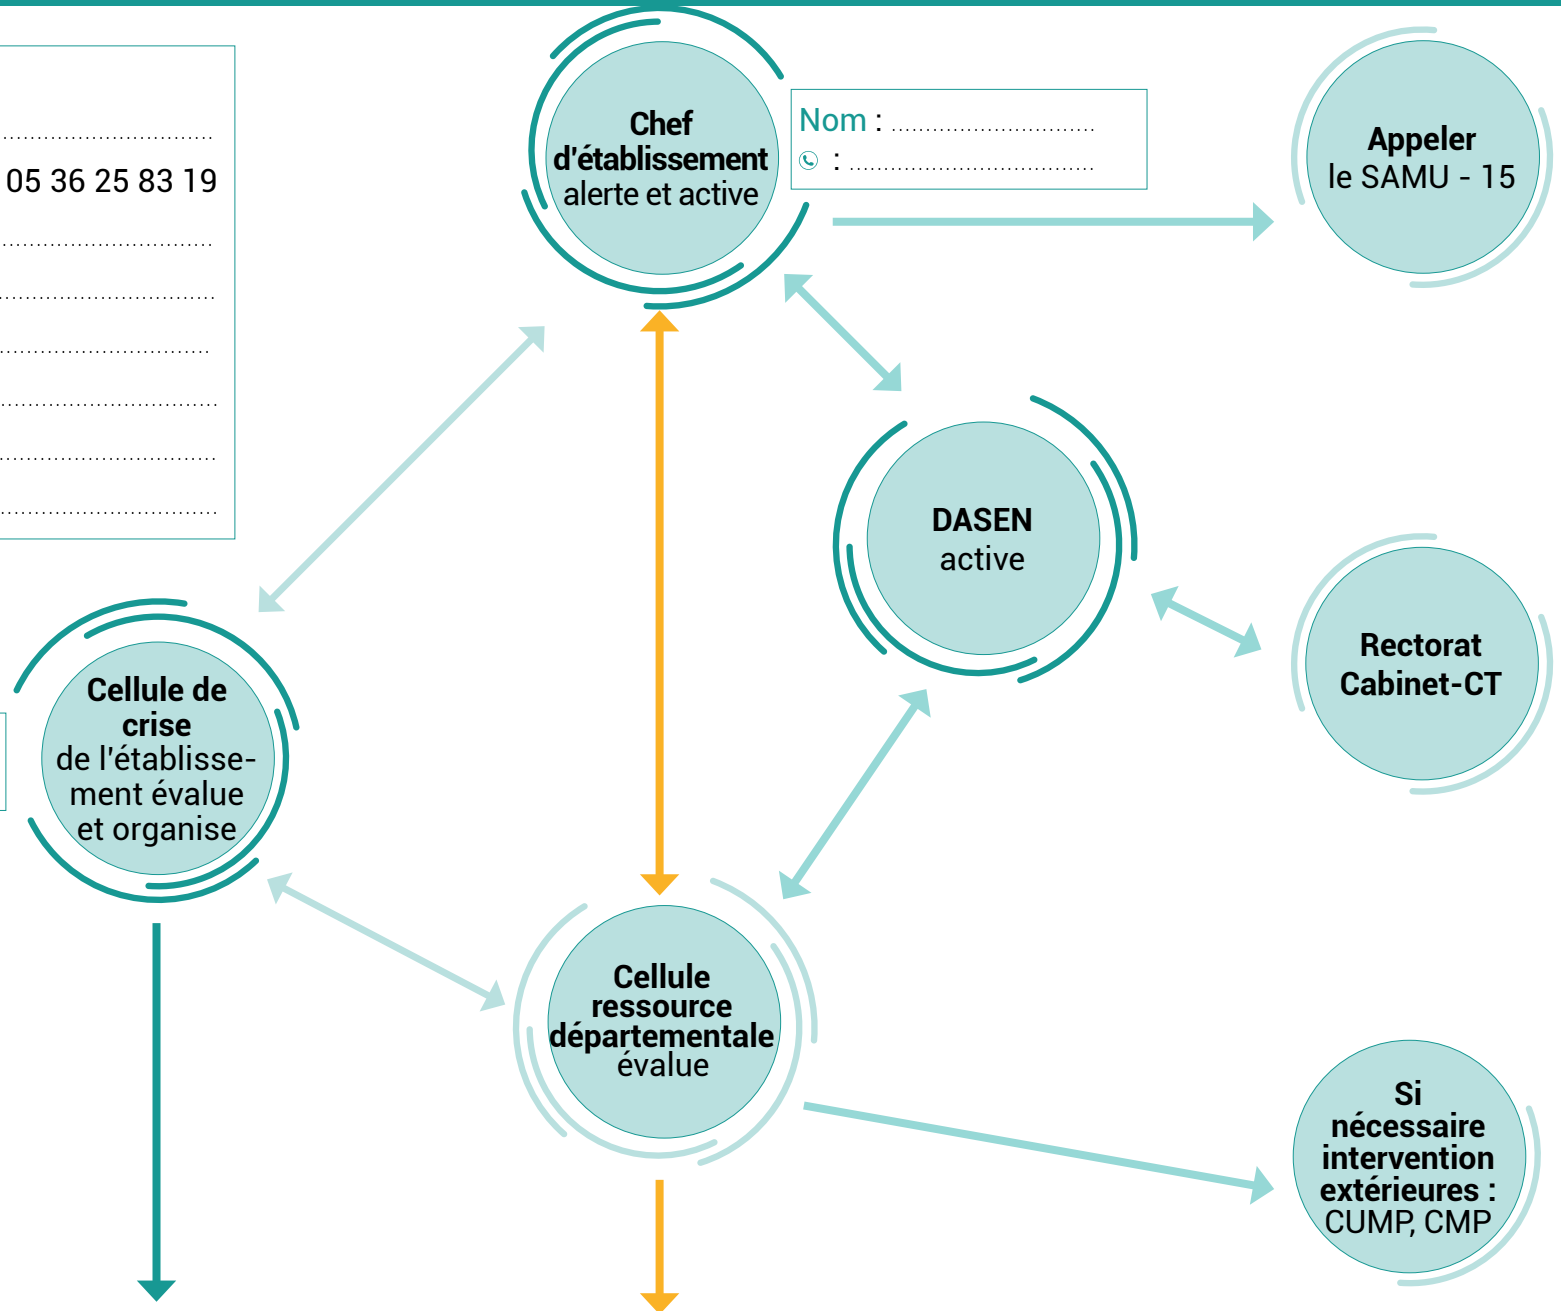 05 36 25 83 19
Chef
d'établissement
alerte et active
Nom : ..............................
: ....................................
Appeler
le SAMU - 15
DASEN
active
Rectorat
Cabinet-CT
Cellule de
crise
de l'établisse-
ment évalue
et organise
Cellule
ressource
départementale
évalue
Si
nécessaire
intervention
extérieures :
CUMP, CMP